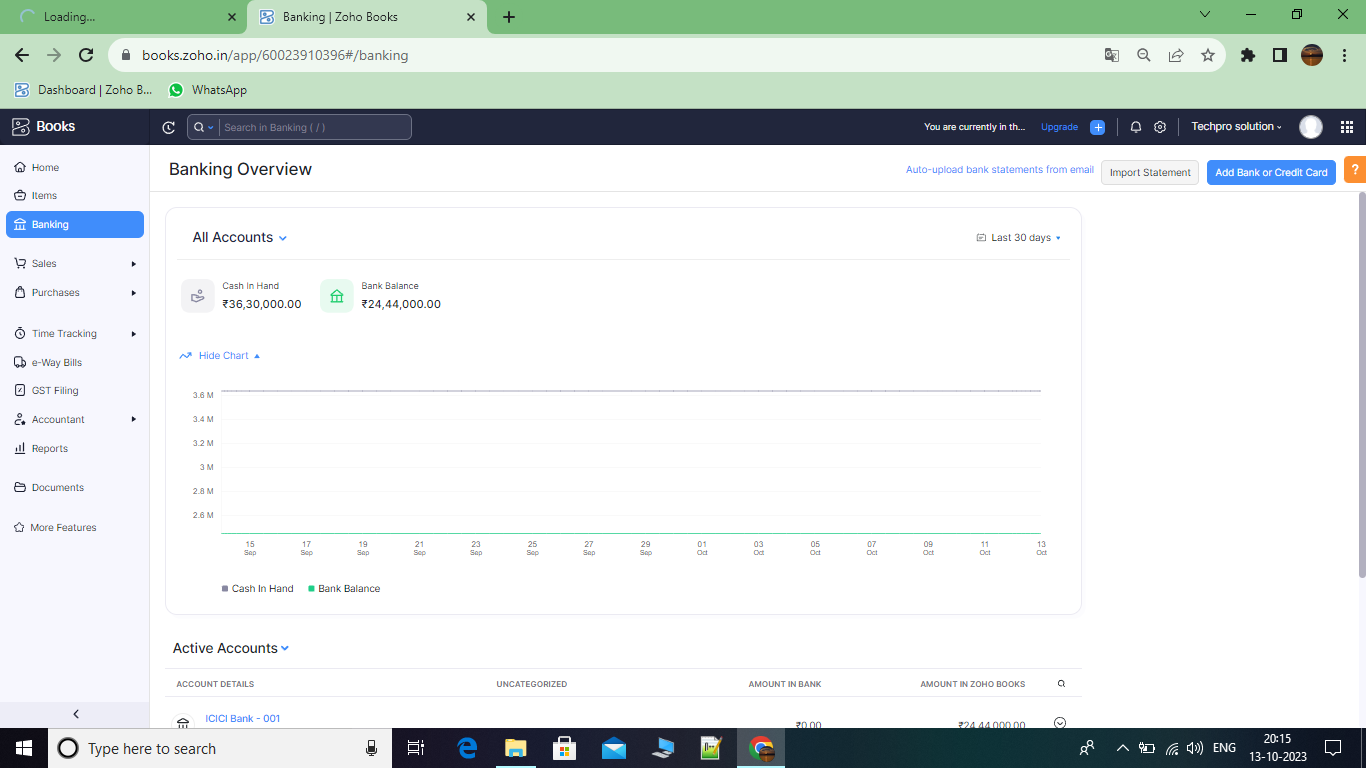 Loading...
Banking | Zoho Books
books.zoho.in/app/60023910396#/banking
Dashboard | Zoho B...
WhatsApp
Books
Search in Banking ( / )
You are currently in th...
Upgrade
Techpro solution
Home
Items
Banking
Sales
Purchases
Time Tracking
e-Way Bills
GST Filing
Accountant
Reports
Documents
More Features
Banking Overview
Auto-upload bank statements from email
Import Statement
Add Bank or Credit Card
?
All Accounts
Last 30 days
Cash In Hand
₹36,30,000.00
Bank Balance
₹24,44,000.00
Hide Chart
3.6 M
3.4 M
3.2 M
3 M
2.8 M
2.6 M
15 Sep
17 Sep
19 Sep
21 Sep
23 Sep
25 Sep
27 Sep
29 Sep
01 Oct
03 Oct
05 Oct
07 Oct
09 Oct
11 Oct
13 Oct
Cash In Hand
Bank Balance
Active Accounts
ACCOUNT DETAILS
UNCATEGORIZED
AMOUNT IN BANK
AMOUNT IN ZOHO BOOKS
ICICI Bank - 001
₹0.00
₹24,44,000.00
Type here to search
ENG
20:15
13-10-2023